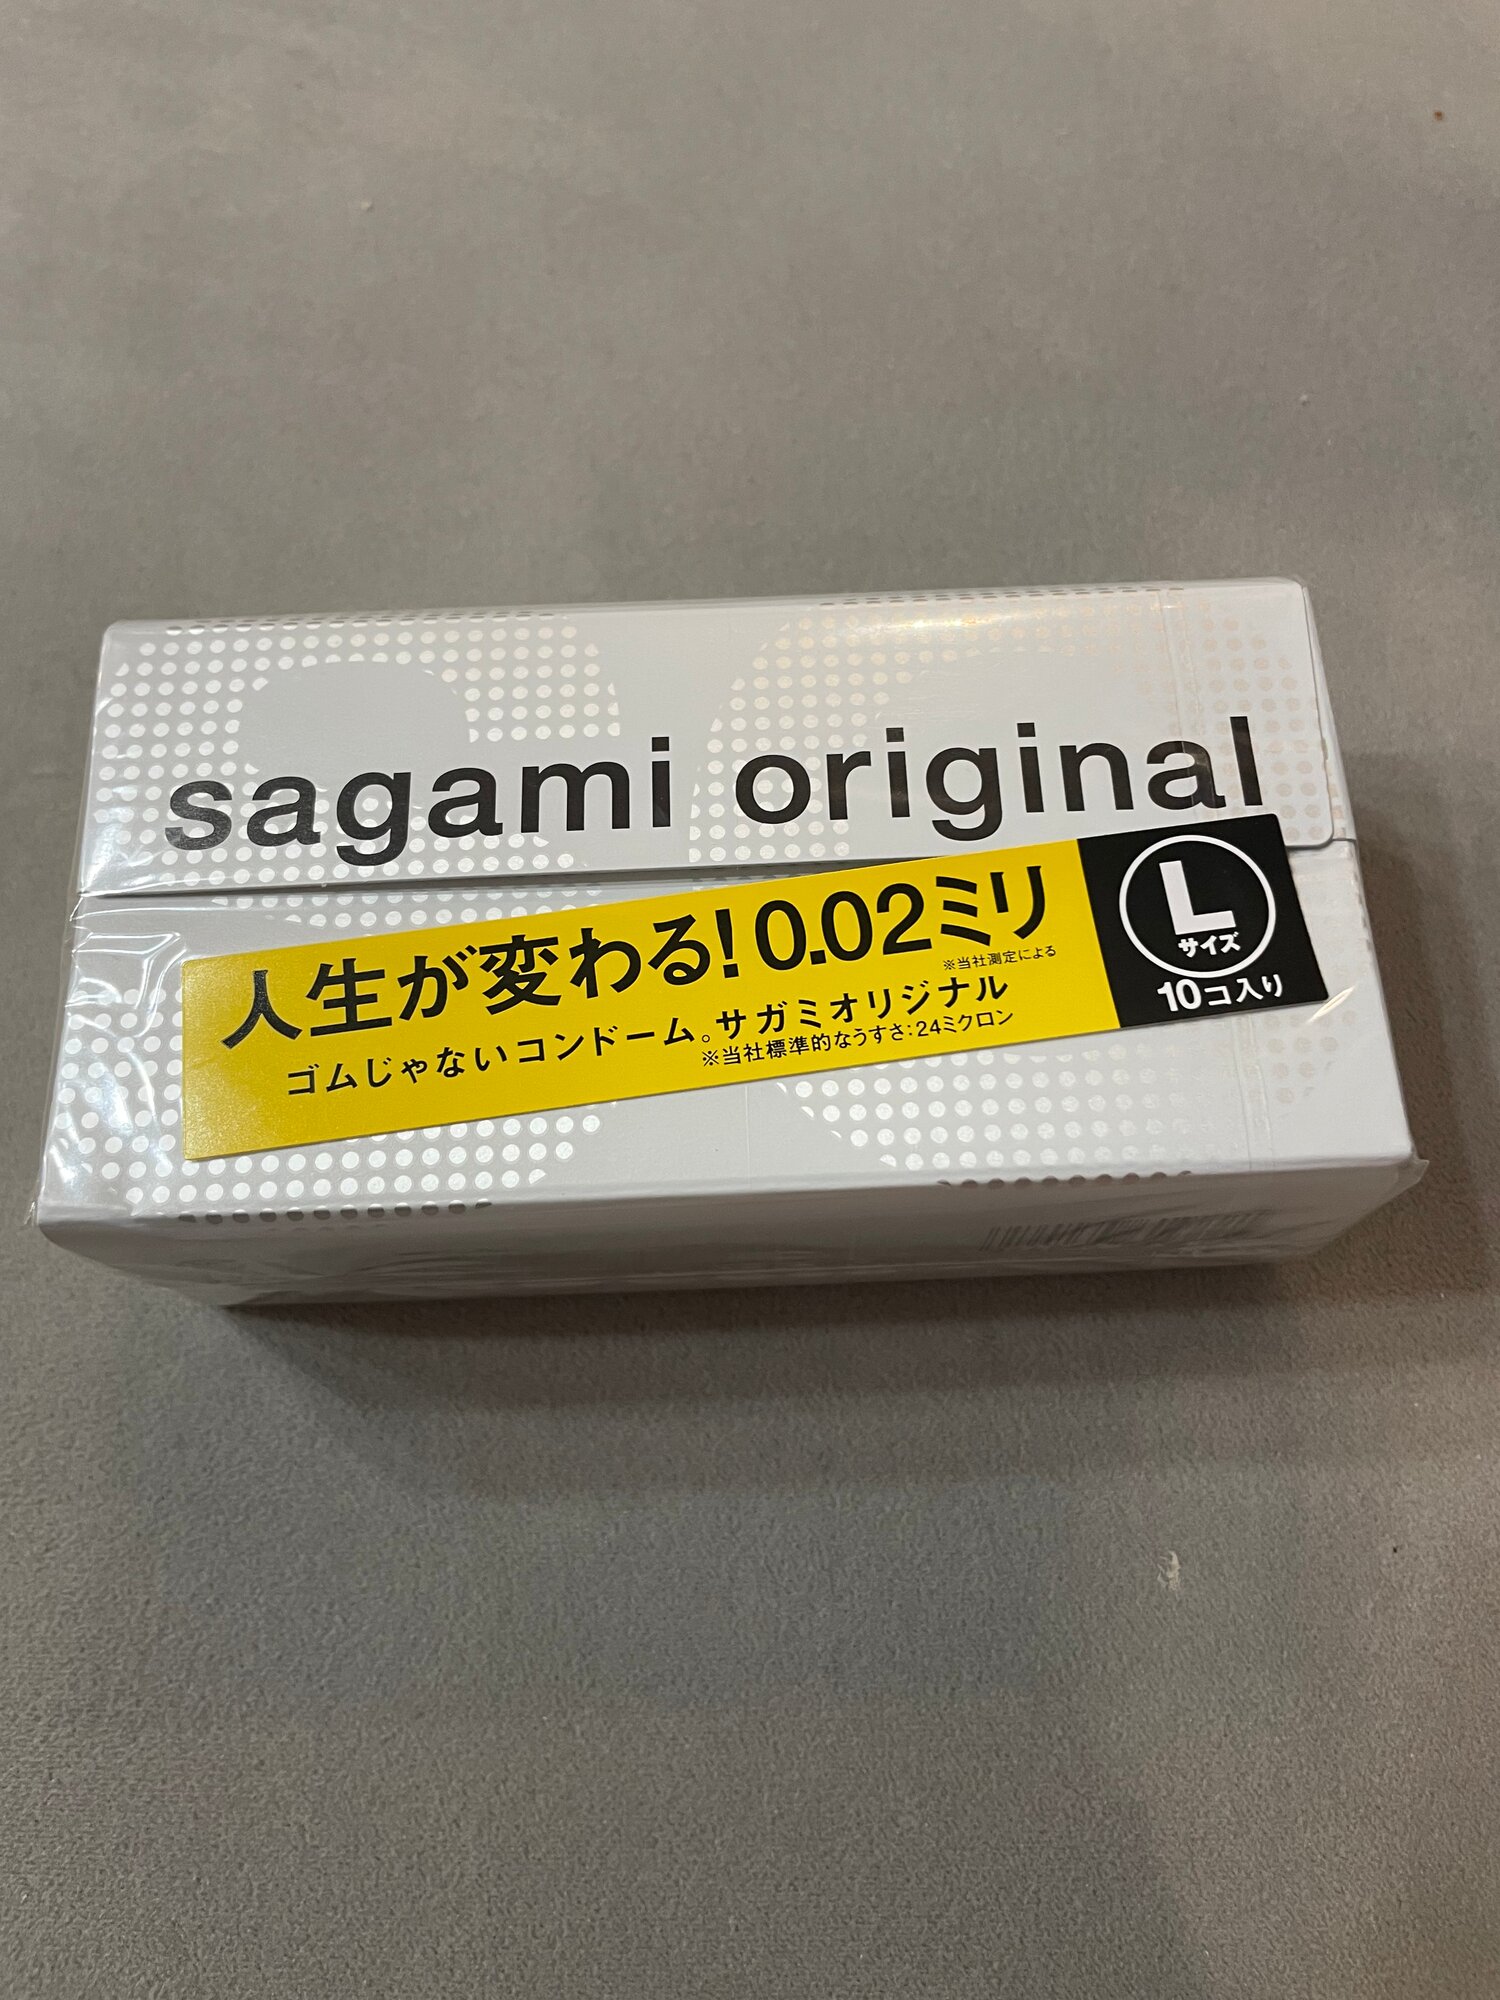 sagami original
人生が変わる!0.02ミリ
※当社測定による
ゴムじゃないコンドーム。サガミオリジナル
※当社標準的なうすさ:24ミクロン
L
サイズ
10コ入り